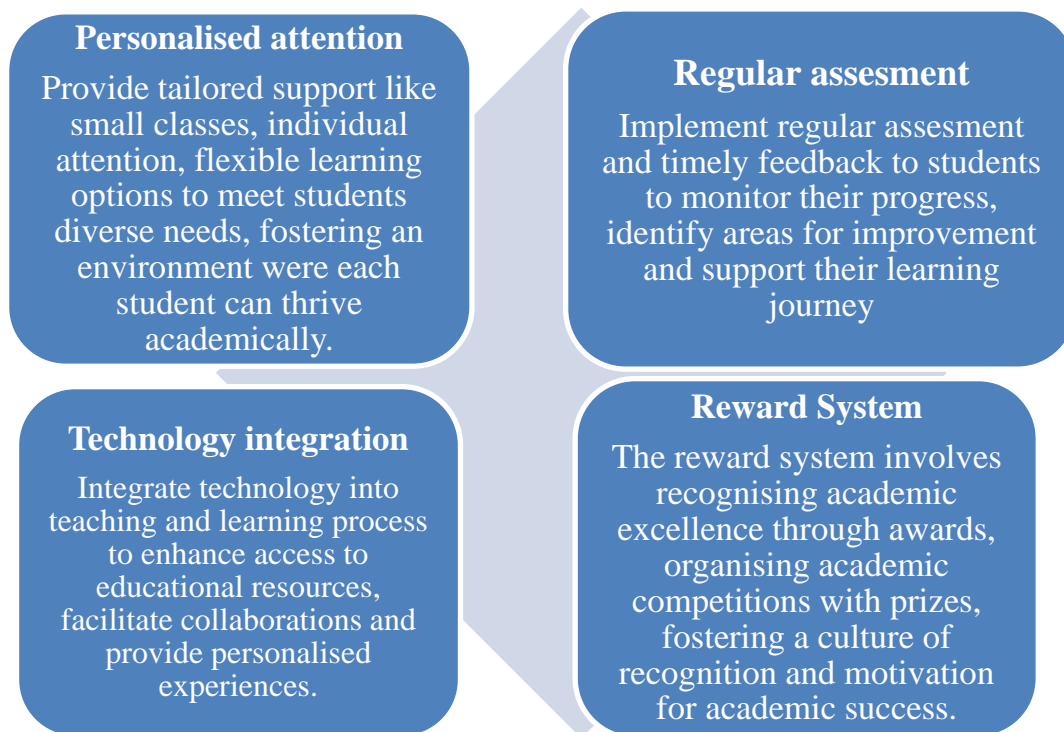 Personalised attention
Provide tailored support like
small classes, individual
attention, flexible learning
options to meet students
diverse needs, fostering an
environment were each
student can thrive
academically.
Regular assesment
Implement regular assesment
and timely feedback to students
to monitor their progress,
identify areas for improvement
and support their learning
journey
Technology integration
Integrate technology into
teaching and learning process
to enhance access to
educational resources,
facilitate collaborations and
provide personalised
experiences.
Reward System
The reward system involves
recognising academic
excellence through awards,
organising academic
competitions with prizes,
fostering a culture of
recognition and motivation
for academic success.